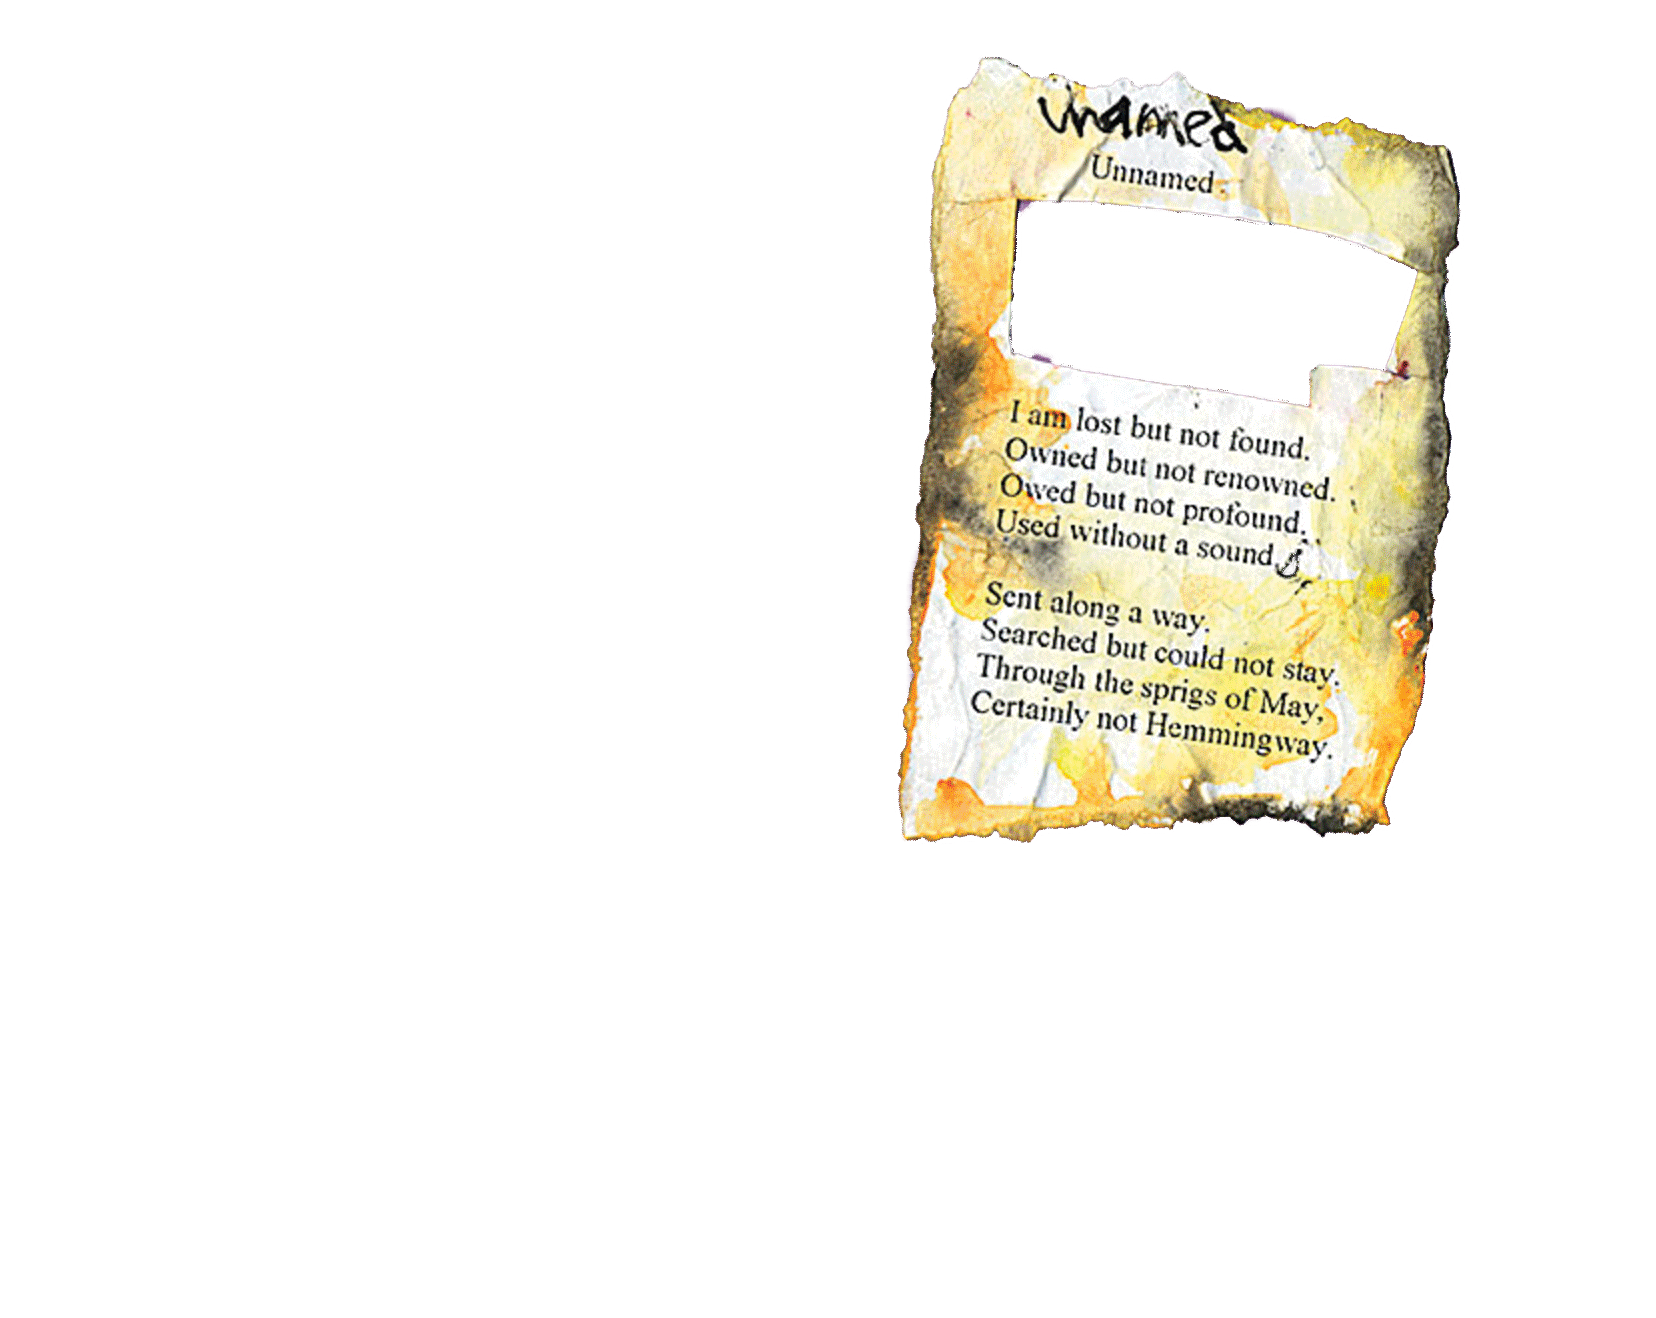 unamed
Unnamed.
I am lost but not found.
Owned but not renowned.
Owed but not profound.
Used without a sound.
Sent along a way.
Searched but could not stay.
Through the sprigs of May,
Certainly not Hemmingway.